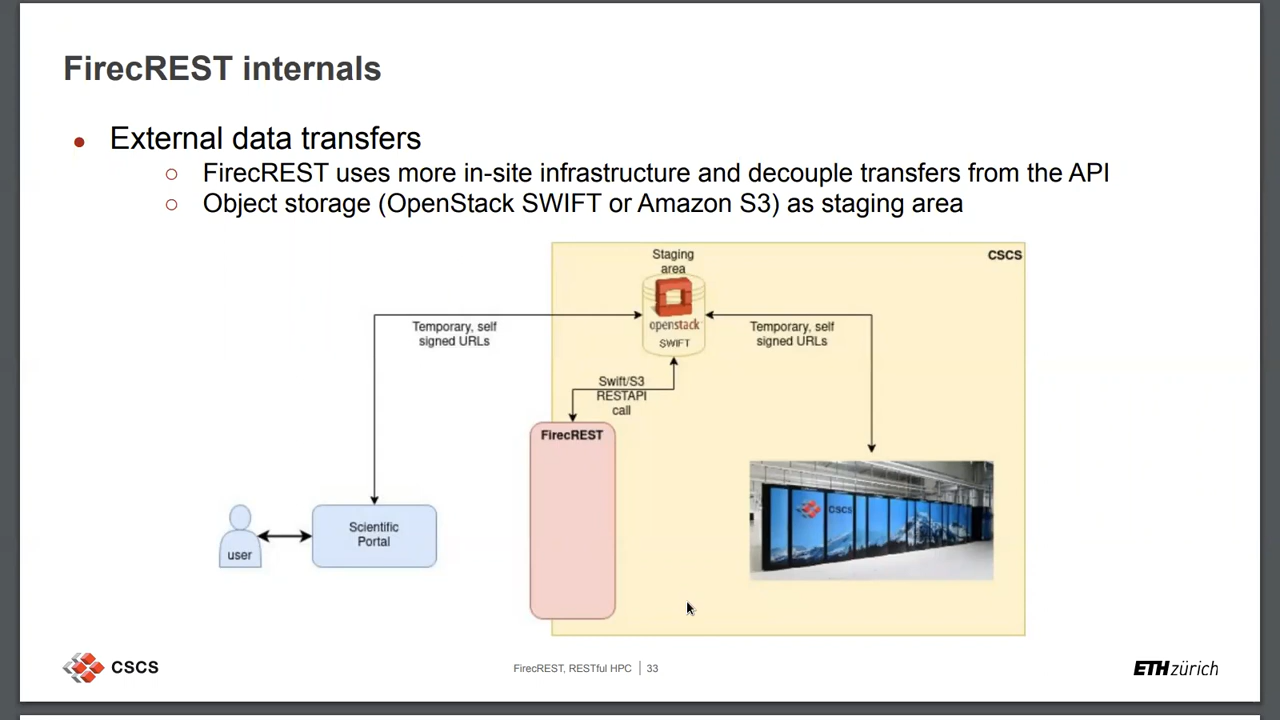 FirecREST internals
External data transfers
FirecREST uses more in-site infrastructure and decouple transfers from the API
Object storage (OpenStack SWIFT or Amazon S3) as staging area
Staging
area
CSCS
openstack
SWIFT
Temporary, self
signed URLs
Temporary, self
signed URLs
Swift/S3
RESTAPI
call
FirecREST
CSCS
user
Scientific
Portal
CSCS
FirecREST, RESTful HPC | 33
ETH zürich